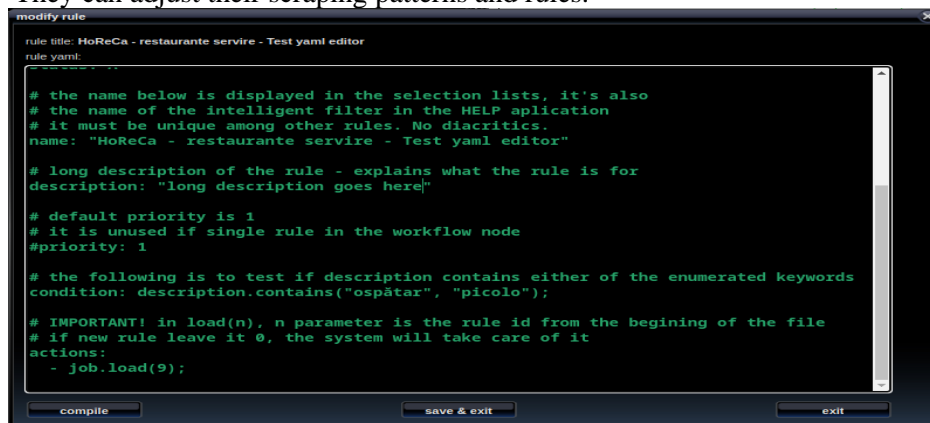 They can adjust their scraping patterns and rules.
modify rule
rule title: HoReCa - restaurante servire - Test yaml editor
rule yaml:
# the name below is displayed in the selection lists, it's also
# the name of the intelligent filter in the HELP aplication
# it must be unique among other rules. No diacritics.
name: "HoReCa - restaurante servire - Test yaml editor"
# long description of the rule - explains what the rule is for
description: "long description goes here"
# default priority is 1
# it is unused if single rule in the workflow node
#priority: 1
# the following is to test if description contains either of the enumerated keywords
condition: description.contains("ospătar", "picolo");
# IMPORTANT! in load(n), n parameter is the rule id from the begining of the file
# if new rule leave it 0, the system will take care of it
actions:
- job.load(9);
compile
save & exit
exit